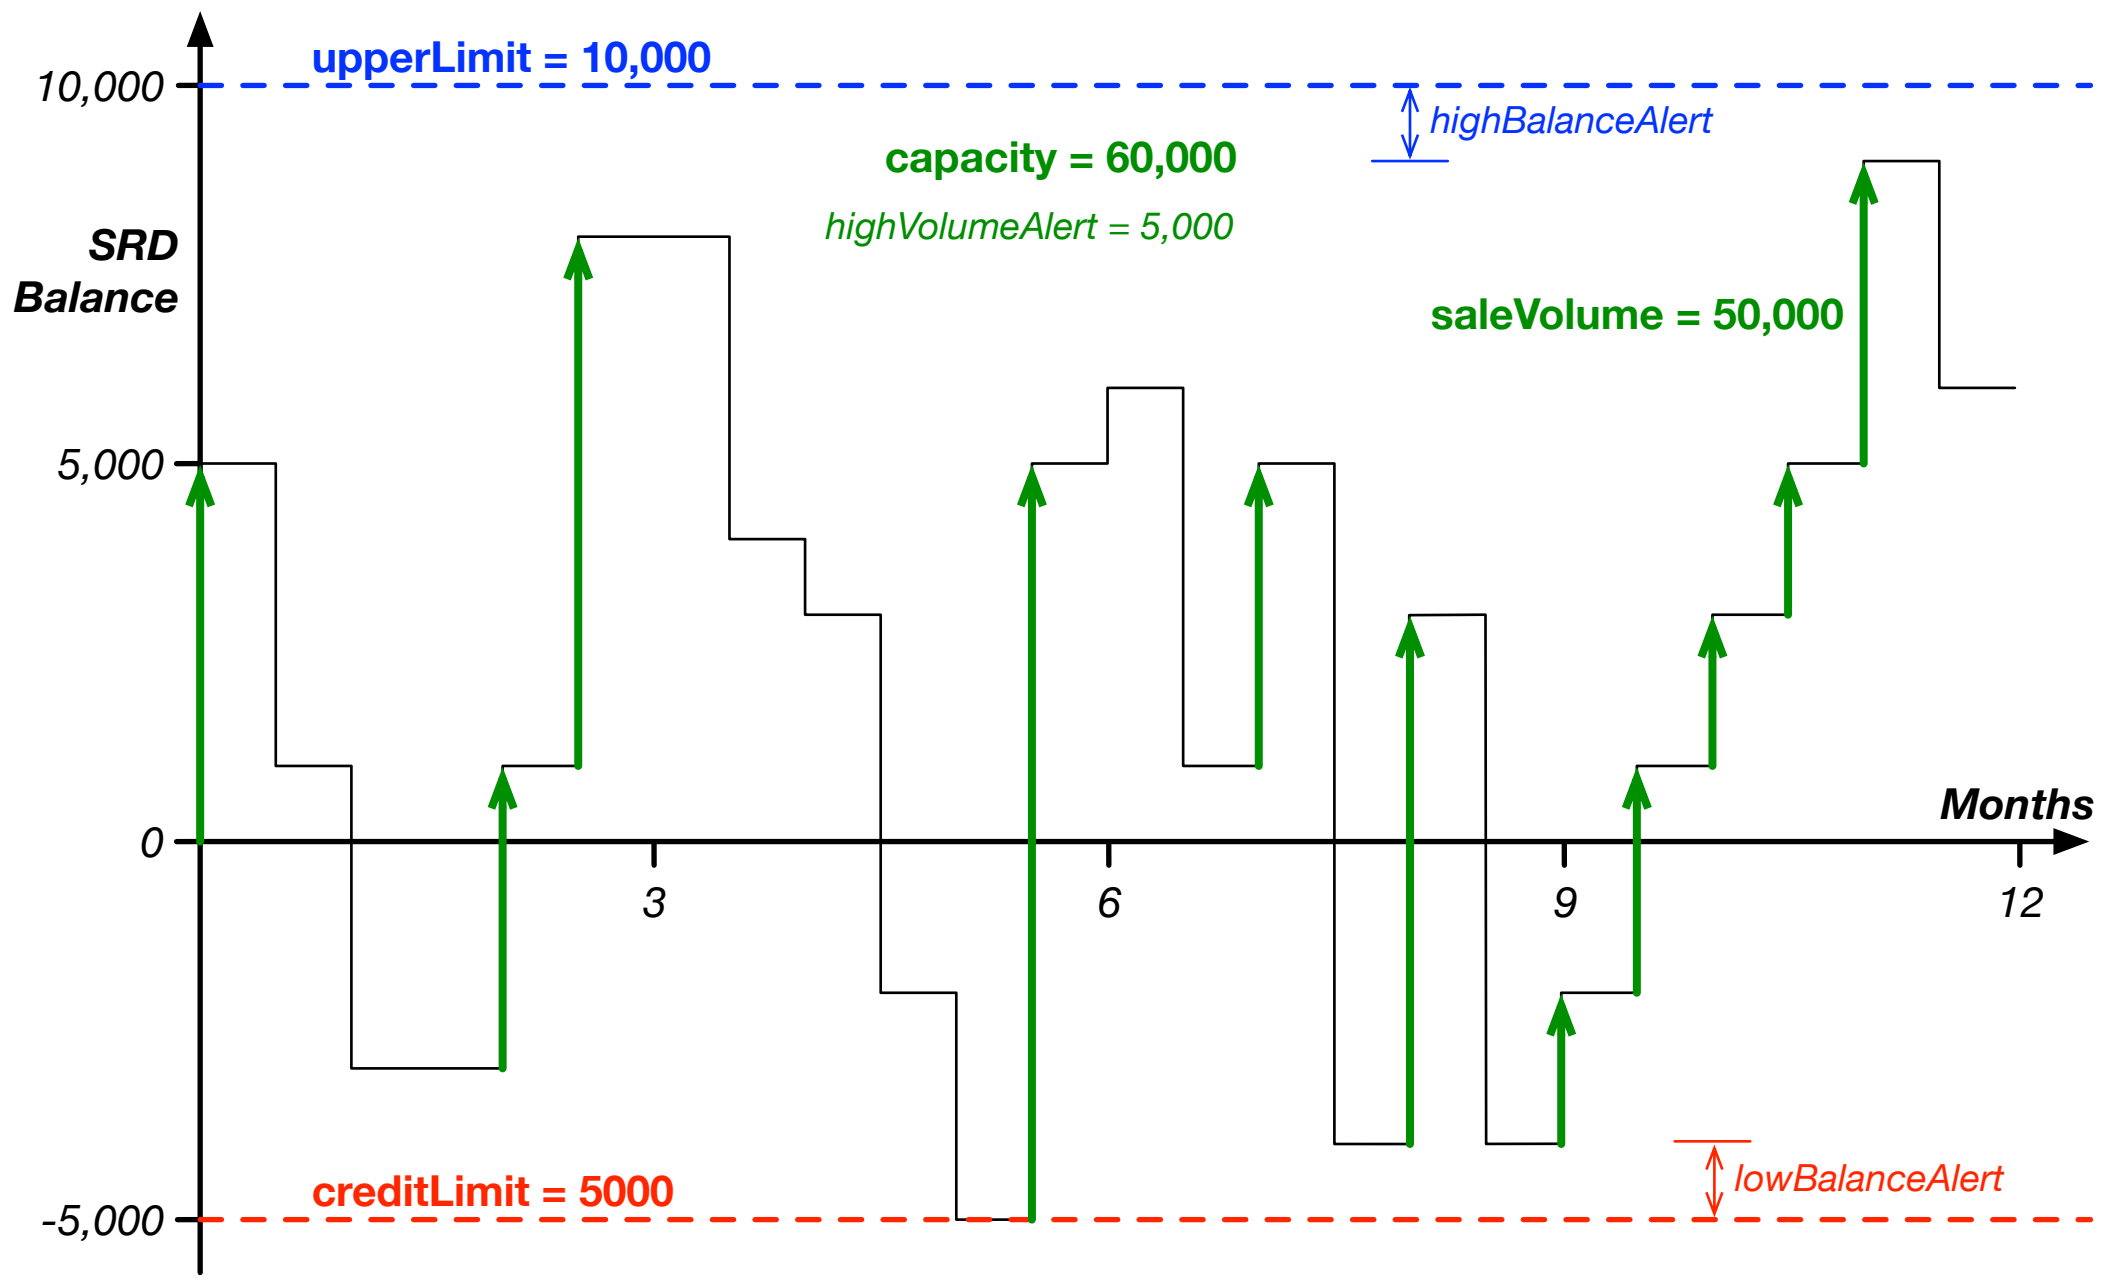 upperLimit = 10,000
10,000
highBalanceAlert
capacity = 60,000
highVolumeAlert = 5,000
SRD
Balance
saleVolume = 50,000
5,000
Months
0
3
6
9
12
lowBalanceAlert
creditLimit = 5000
-5,000